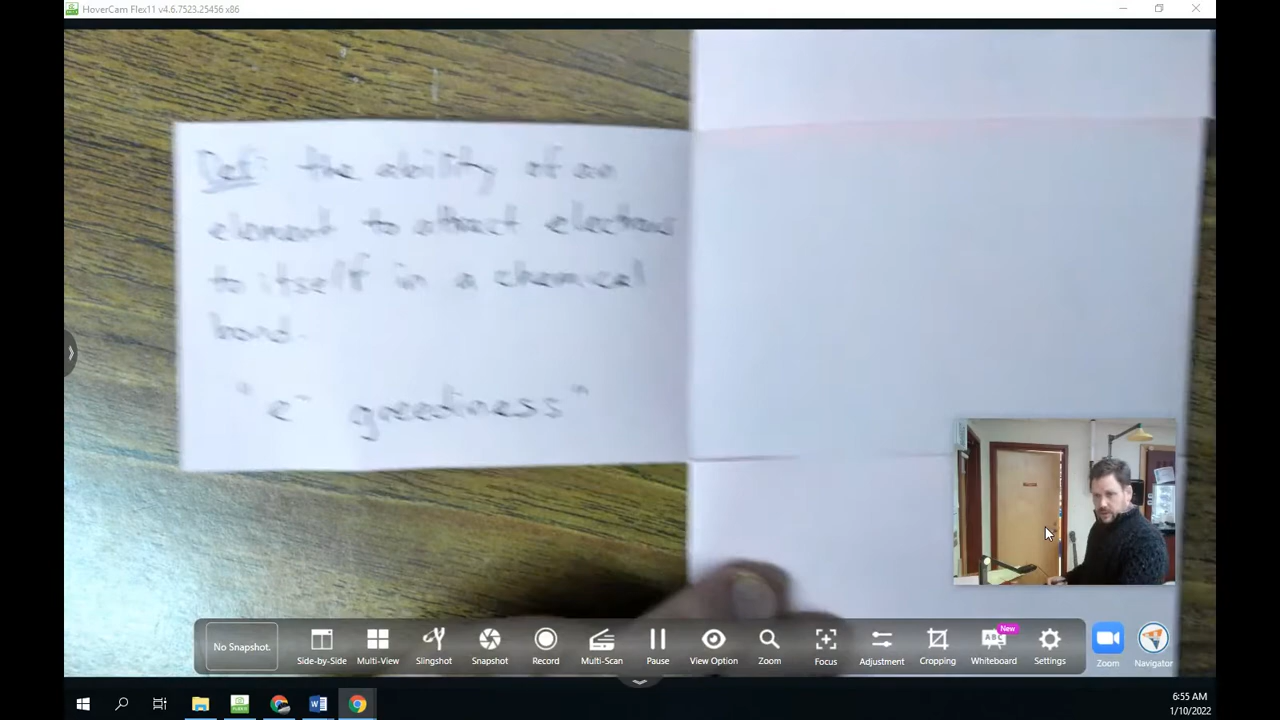 HoverCam Flex11 v4.6.7523.25456 x86
Def: the ability of an
element to attract electrons
to itself in a chemical
bond.
"e⁻ greediness"
No Snapshot.
Side-by-Side
Multi-View
Slingshot
Snapshot
Record
Multi-Scan
Pause
View Option
Zoom
Focus
Adjustment
Cropping
New
ABC
Whiteboard
Settings
Zoom
Navigator
6:55 AM
1/10/2022